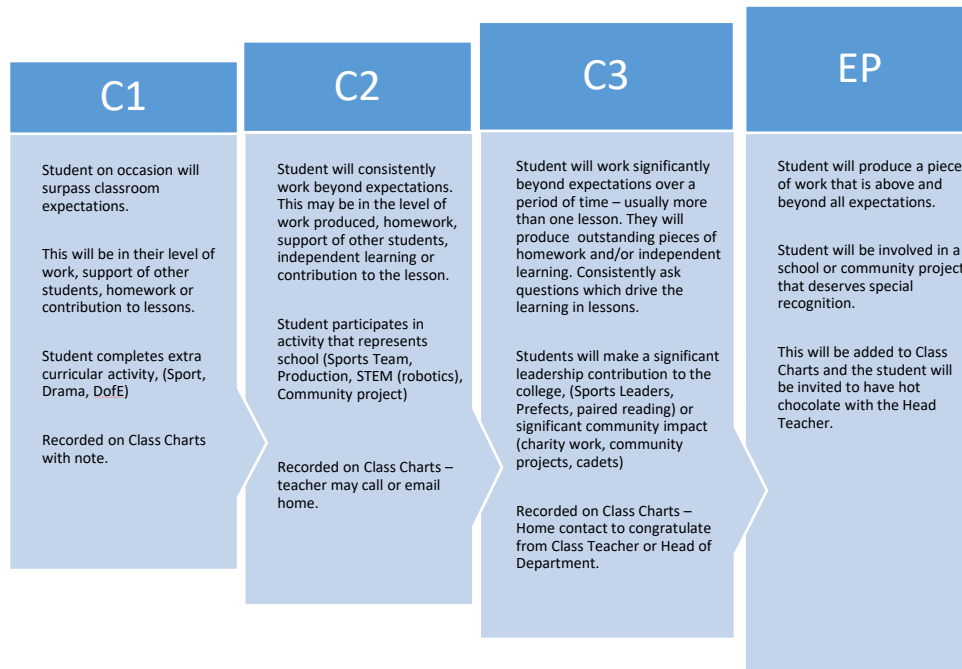 C1
Student on occasion will
surpass classroom
expectations.
This will be in their level of
work, support of other
students, homework or
contribution to lessons.
Student completes extra
curricular activity, (Sport,
Drama, DofE)
Recorded on Class Charts
with note.
C2
Student will consistently
work beyond expectations.
This may be in the level of
work produced, homework,
support of other students,
independent learning or
contribution to the lesson.
Student participates in
activity that represents
school (Sports Team,
Production, STEM (robotics),
Community project)
Recorded on Class Charts –
teacher may call or email
home.
C3
Student will work significantly
beyond expectations over a
period of time – usually more
than one lesson. They will
produce outstanding pieces of
homework and/or independent
learning. Consistently ask
questions which drive the
learning in lessons.
Students will make a significant
leadership contribution to the
college, (Sports Leaders,
Prefects, paired reading) or
significant community impact
(charity work, community
projects, cadets)
Recorded on Class Charts –
Home contact to congratulate
from Class Teacher or Head of
Department.
EP
Student will produce a piece
of work that is above and
beyond all expectations.
Student will be involved in a
school or community project
that deserves special
recognition.
This will be added to Class
Charts and the student will
be invited to have hot
chocolate with the Head
Teacher.